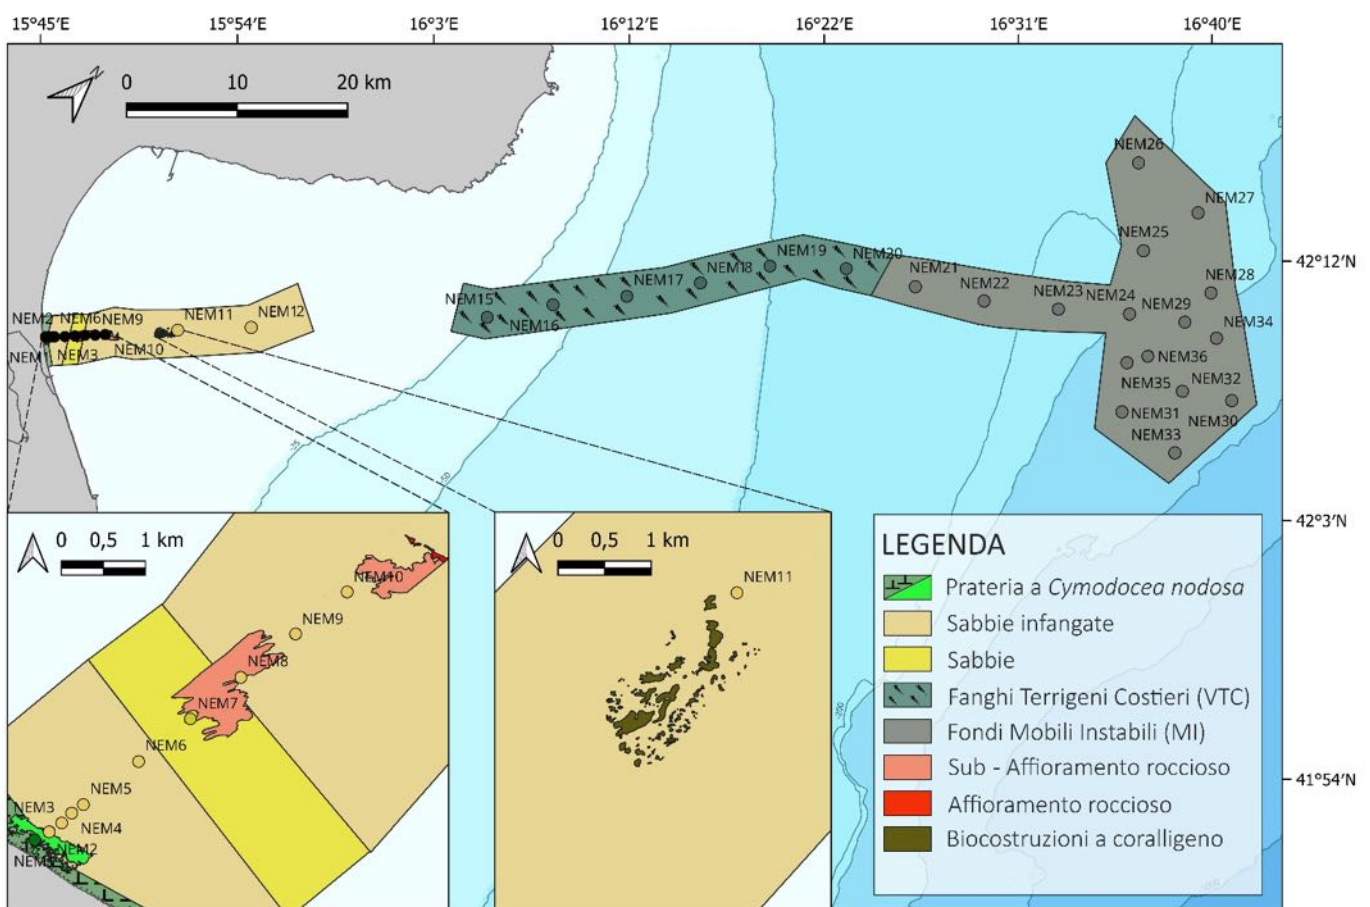 15°45′E 15°54′E 16°3′E 16°12′E 16°22′E 16°31′E 16°40′E
N
0 10 20 km
NEM26
NEM27
NEM25
42°12′N
NEM19 NEM20
NEM18
NEM17
NEM21
NEM22
NEM28
NEM15
NEM16
NEM23 NEM24
NEM29
NEM34
NEM2 NEM6 NEM9 NEM11 NEM12
NEM3 NEM10
NEM36
NEM35 NEM32
NEM31 NEM30
NEM33
-25
-50
42°3′N
0 0,5 1 km
NEM10
NEM9
NEM8
NEM7
NEM6
NEM5
NEM3
NEM4
NEM2
0 0,5 1 km
NEM11
-200
41°54′N
-1000
LEGENDA
Prateria a Cymodocea nodosa
Sabbie infangate
Sabbie
Fanghi Terrigeni Costieri (VTC)
Fondi Mobili Instabili (MI)
Sub - Affioramento roccioso
Affioramento roccioso
Biocostruzioni a coralligeno